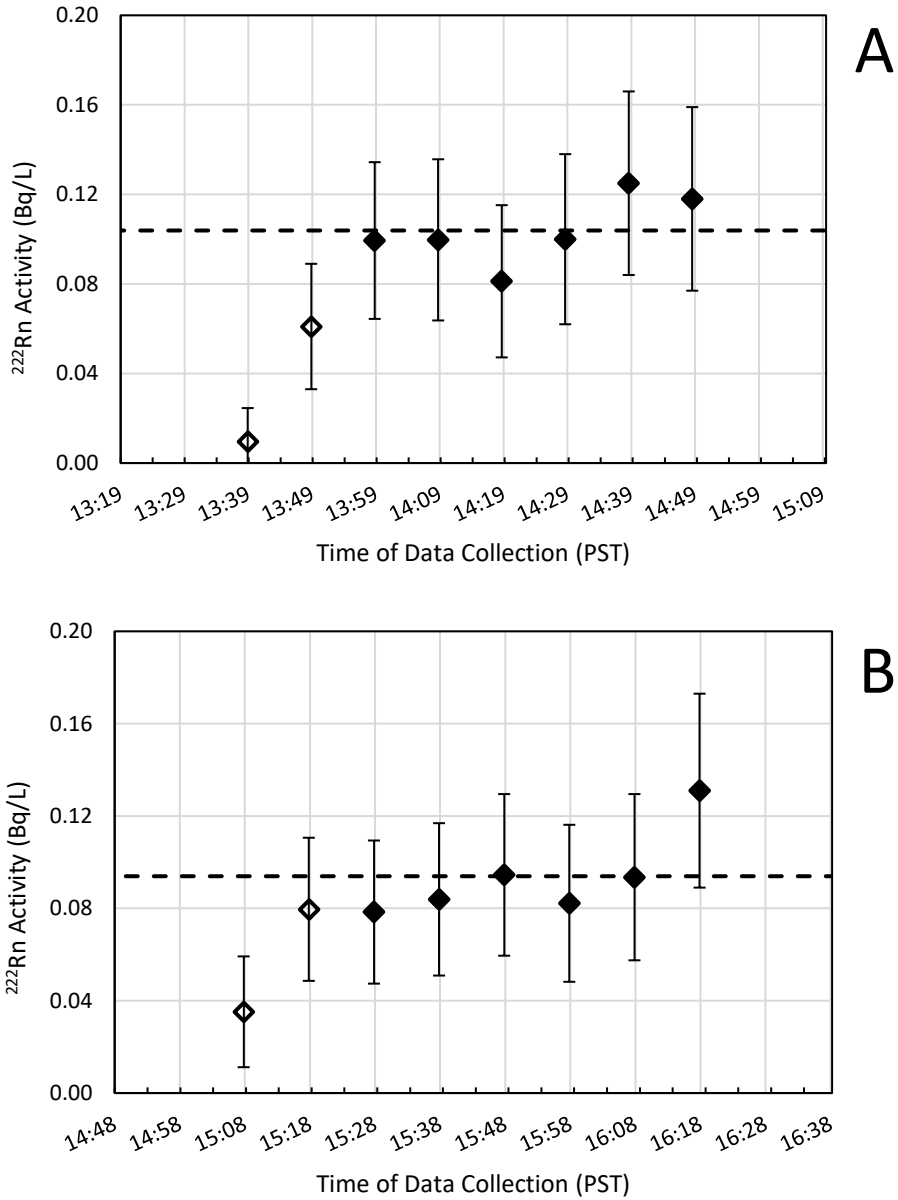 A
0.20
0.16
0.12
0.08
0.04
0.00
²²²Rn Activity (Bq/L)
13:19 13:29 13:39 13:49 13:59 14:09 14:19 14:29 14:39 14:49 14:59 15:09
Time of Data Collection (PST)
B
0.20
0.16
0.12
0.08
0.04
0.00
²²²Rn Activity (Bq/L)
14:48 14:58 15:08 15:18 15:28 15:38 15:48 15:58 16:08 16:18 16:28 16:38
Time of Data Collection (PST)